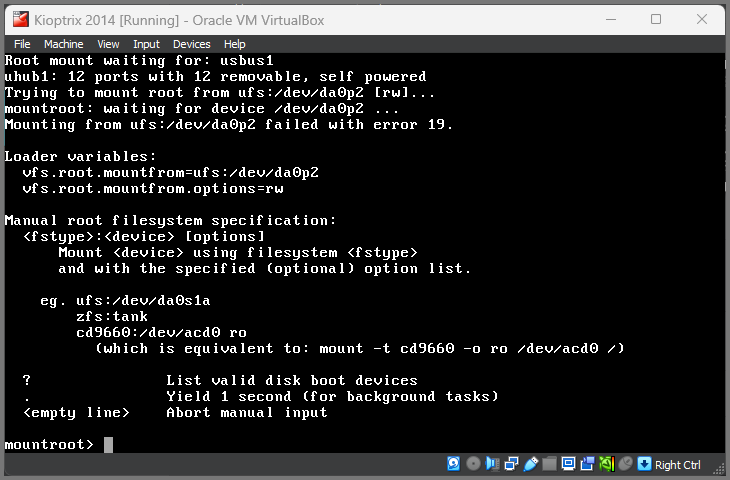 Kioptrix 2014 [Running] - Oracle VM VirtualBox
File Machine View Input Devices Help
Root mount waiting for: usbus1
uhub1: 12 ports with 12 removable, self powered
Trying to mount root from ufs:/dev/da0p2 [rw]...
mountroot: waiting for device /dev/da0p2 ...
Mounting from ufs:/dev/da0p2 failed with error 19.
Loader variables:
vfs.root.mountfrom=ufs:/dev/da0p2
vfs.root.mountfrom.options=rw
Manual root filesystem specification:
<fstype>:<device> [options]
Mount <device> using filesystem <fstype>
and with the specified (optional) option list.
eg. ufs:/dev/da0s1a
zfs:tank
cd9660:/dev/acd0 ro
(which is equivalent to: mount -t cd9660 -o ro /dev/acd0 /)
? List valid disk boot devices
. Yield 1 second (for background tasks)
<empty line> Abort manual input
mountroot>
Right Ctrl